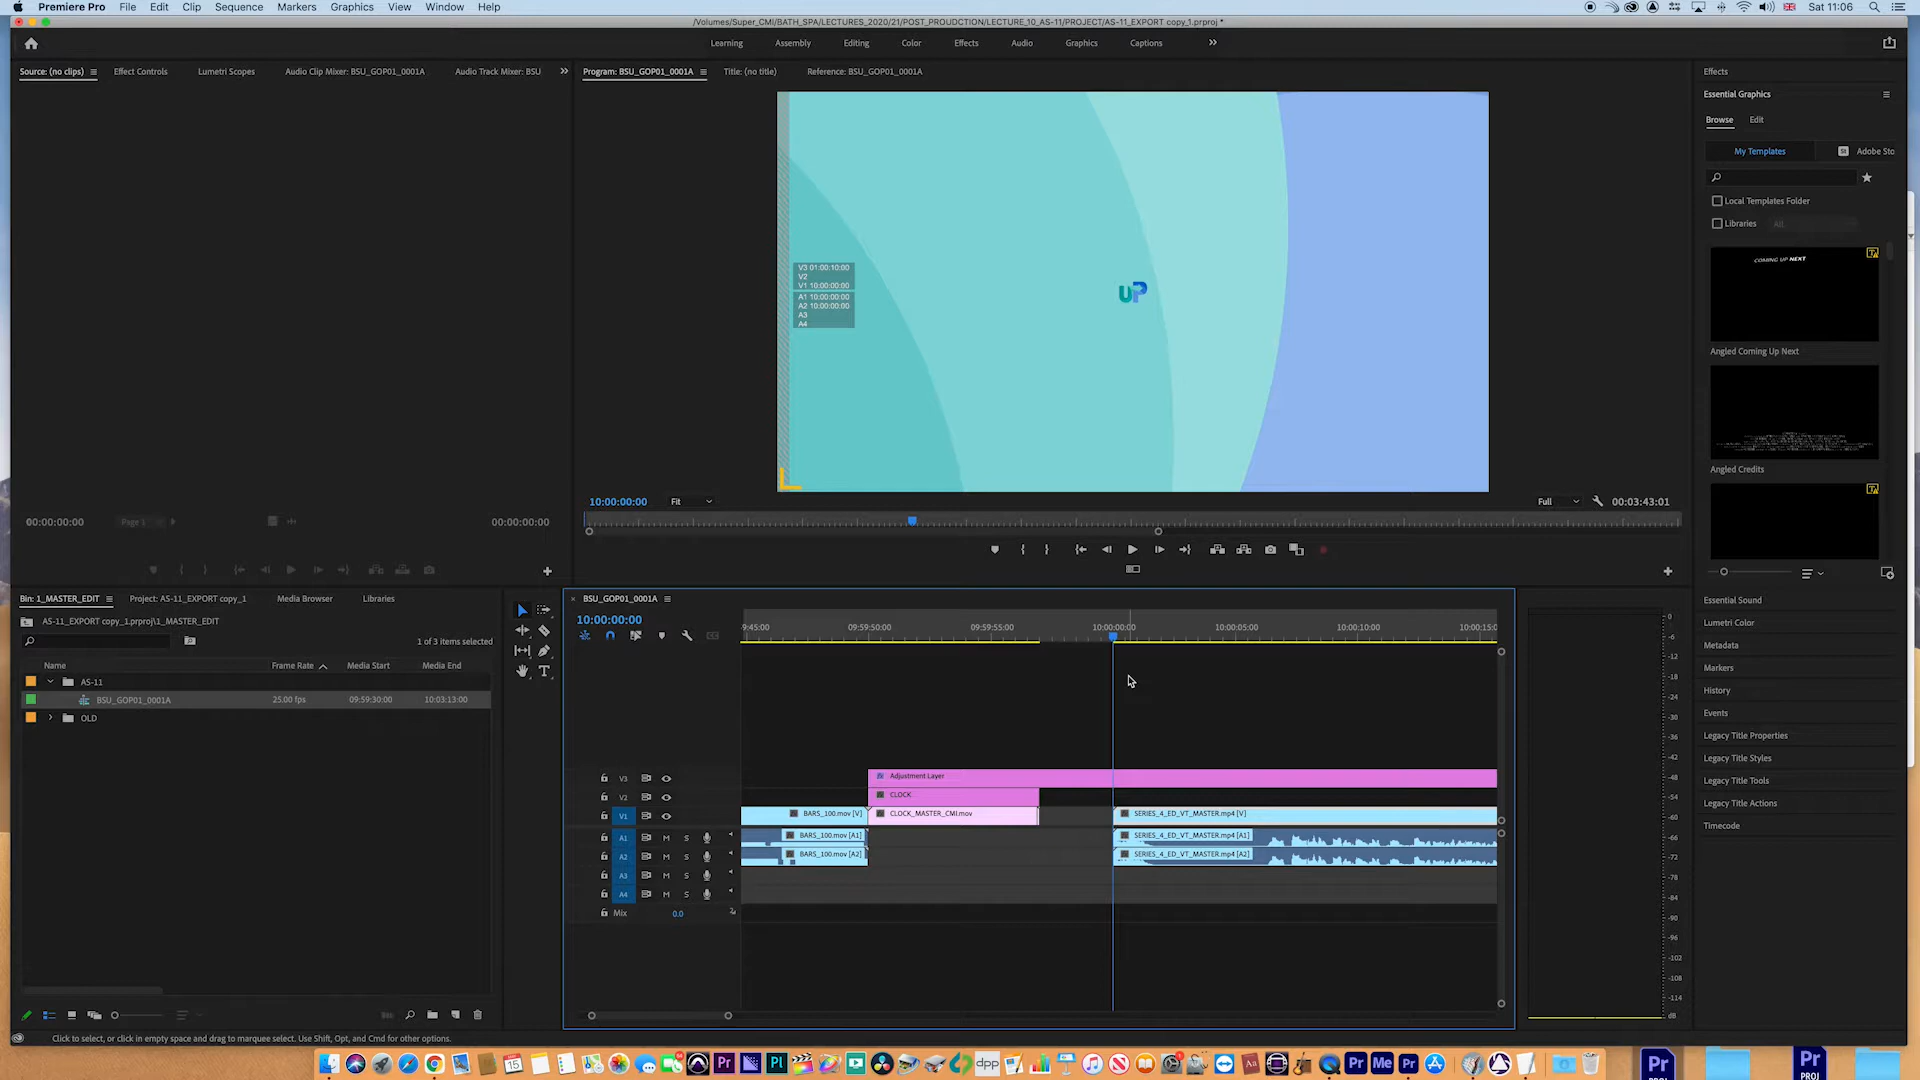 Premiere Pro File Edit Clip Sequence Markers Graphics View Window Help Sat 11:06
/Volumes/Super_CMI/BATH_SPA/LECTURES_2020/21/POST_PROUDCTION/LECTURE_10_AS-11/PROJECT/AS-11_EXPORT copy_1.prproj *
Learning Assembly Editing Color Effects Audio Graphics Captions
Source: (no clips) Effect Controls Lumetri Scopes Audio Clip Mixer: BSU_GOP01_0001A Audio Track Mixer: BSU
Program: BSU_GOP01_0001A Title: (no title) Reference: BSU_GOP01_0001A
V3 01:00:10:00
V2
V1 10:00:00:00
A1 10:00:00:00
A2 10:00:00:00
A3
A4
UP
10:00:00:00 Fit Full 00:03:43:01
00:00:00:00 Page 1 00:00:00:00
Effects
Essential Graphics
Browse Edit
My Templates St Adobe Sto
Local Templates Folder
Libraries All
COMING UP NEXT
Angled Coming Up Next
Angled Credits
Essential Sound
Lumetri Color
Metadata
Markers
History
Events
Legacy Title Properties
Legacy Title Styles
Legacy Title Tools
Legacy Title Actions
Timecode
Bin: 1_MASTER_EDIT Project: AS-11_EXPORT copy_1 Media Browser Libraries
AS-11_EXPORT copy_1.prproj\1_MASTER_EDIT
1 of 3 items selected
Name Frame Rate Media Start Media End
AS-11
BSU_GOP01_0001A 25.00 fps 09:59:30:00 10:03:13:00
OLD
BSU_GOP01_0001A
10:00:00:00
9:45:00 09:59:50:00 09:59:55:00 10:00:00:00 10:00:05:00 10:00:10:00 10:00:15:0
V3 Adjustment Layer
V2 CLOCK
V1 BARS_100.mov [V] CLOCK_MASTER_CMI.mov SERIES_4_ED_VT_MASTER.mp4 [V]
A1 M S BARS_100.mov [A1] SERIES_4_ED_VT_MASTER.mp4 [A1]
A2 M S BARS_100.mov [A2] SERIES_4_ED_VT_MASTER.mp4 [A2]
A3 M S
A4 M S
Mix 0.0
0
-6
-12
-18
-24
-30
-36
-42
-48
-54
-60
-66
-72
-78
-84
-90
-96
-102
-108
-114
dB
Click to select, or click in empty space and drag to marquee select. Use Shift, Opt, and Cmd for other options.
Pr Pl dpp Pr Me Pr Pr Pr
PROJ PROJ